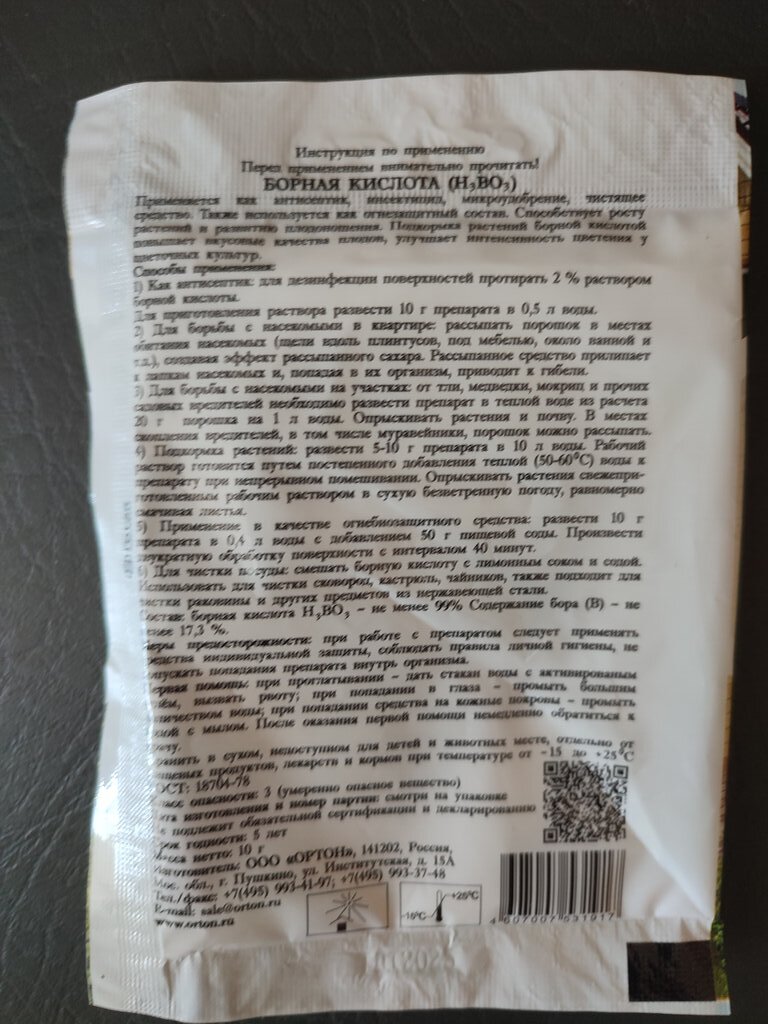 Инструкция по применению
Перед применением внимательно прочитать!
БОРНАЯ КИСЛОТА (H₃BO₃)
Применяется как антисептик, инсектицид, микроудобрение, чистящее
средство. Также используется как огнезащитный состав. Способствует росту
растений и развитию плодоношения. Подкормка растений борной кислотой
повышает вкусовые качества плодов, улучшает интенсивность цветения у
цветочных культур.
Способы применения:
1) Как антисептик: для дезинфекции поверхностей протирать 2 % раствором
борной кислоты.
Для приготовления раствора развести 10 г препарата в 0,5 л воды.
2) Для борьбы с насекомыми в квартире: рассыпать порошок в местах
обитания насекомых (щели вдоль плинтусов, под мебелью, около ванной и
т.д.), создавая эффект рассыпанного сахара. Рассыпанное средство прилипает
к лапкам насекомых и, попадая в их организм, приводит к гибели.
3) Для борьбы с насекомыми на участках: от тли, медведки, мокриц и прочих
садовых вредителей необходимо развести препарат в теплой воде из расчета
20 г порошка на 1 л воды. Опрыскивать растения и почву. В местах
скопления вредителей, в том числе муравейники, порошок можно рассыпать.
4) Подкормка растений: развести 5-10 г препарата в 10 л воды. Рабочий
раствор готовится путем постепенного добавления теплой (50-60⁰С) воды к
препарату при непрерывном помешивании. Опрыскивать растения свежепри-
готовленным рабочим раствором в сухую безветренную погоду, равномерно
смачивая листья.
5) Применение в качестве огнебиозащитного средства: развести 10 г
препарата в 0,4 л воды с добавлением 50 г пищевой соды. Произвести
двукратную обработку поверхности с интервалом 40 минут.
6) Для чистки посуды: смешать борную кислоту с лимонным соком и содой.
Использовать для чистки сковород, кастрюль, чайников, также подходит для
чистки раковины и других предметов из нержавеющей стали.
Состав: борная кислота H₃BO₃ – не менее 99% Содержание бора (В) – не
менее 17,3 %.
Меры предосторожности: при работе с препаратом следует применять
средства индивидуальной защиты, соблюдать правила личной гигиены, не
допускать попадания препарата внутрь организма.
Первая помощь: при проглатывании – дать стакан воды с активированым
углём, вызвать рвоту; при попадании в глаза – промыть большим
количеством воды; при попадании средства на кожные покровы – промыть
водой с мылом. После оказания первой помощи немедленно обратиться к
врачу.
Хранить в сухом, недоступном для детей и животных месте, отдельно от
пищевых продуктов, лекарств и кормов при температуре от -15 до +25⁰С
ГОСТ: 18704-78
Класс опасности: 3 (умеренно опасное вещество)
Дата изготовления и номер партии: смотри на упаковке
Не подлежит обязательной сертификации и декларированию
Срок годности: 5 лет
Масса нетто: 10 г
Изготовитель: ООО «ОРТОН», 141202, Россия,
Мос. обл., г. Пушкино, ул. Институтская, д. 15А
Тел./факс: +7(495) 993-41-97; +7(495) 993-37-48
E-mail: sale@orton.ru
www.orton.ru
+25⁰С
-15⁰С
4 607007 531917